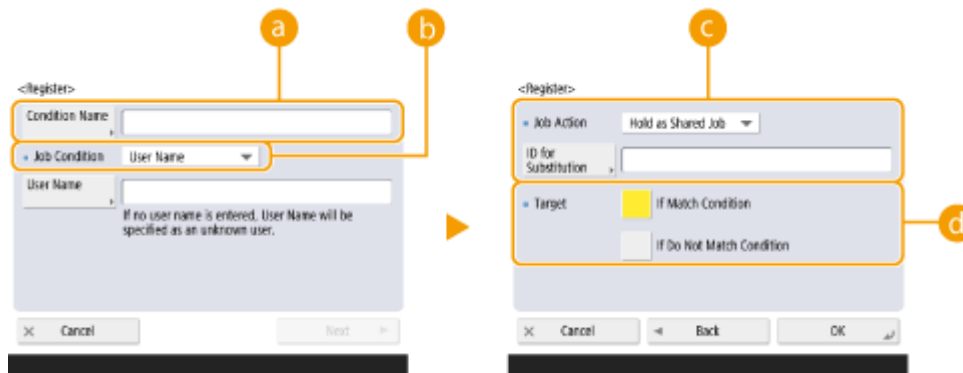 a
b
<Register>
Condition Name
Job Condition
User Name
User Name
If no user name is entered, User Name will be
specified as an unknown user.
Cancel
Next
c
<Register>
Job Action
Hold as Shared Job
ID for
Substitution
Target
If Match Condition
If Do Not Match Condition
d
Cancel
Back
OK